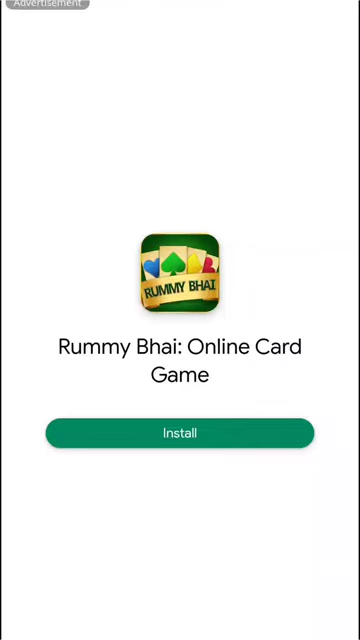 Advertisement
RUMMY BHAI
Rummy Bhai: Online Card
Game
Install